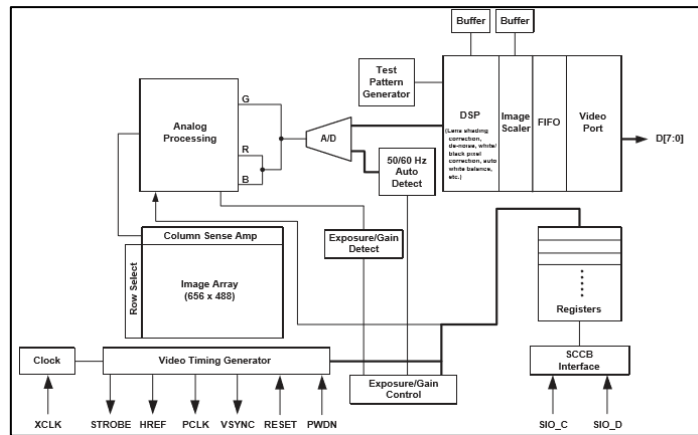 Buffer
Buffer
Test
Pattern
Generator
DSP
(Lens shading
correction,
de-noise, white/
black pixel
correction, auto
white balance,
etc.)
Image
Scaler
FIFO
Video
Port
D[7:0]
Analog
Processing
G
R
B
A/D
50/60 Hz
Auto
Detect
Exposure/Gain
Detect
Column Sense Amp
Row Select
Image Array
(656 x 488)
Registers
Clock
Video Timing Generator
Exposure/Gain
Control
SCCB
Interface
XCLK
STROBE
HREF
PCLK
VSYNC
RESET
PWDN
SIO_C
SIO_D